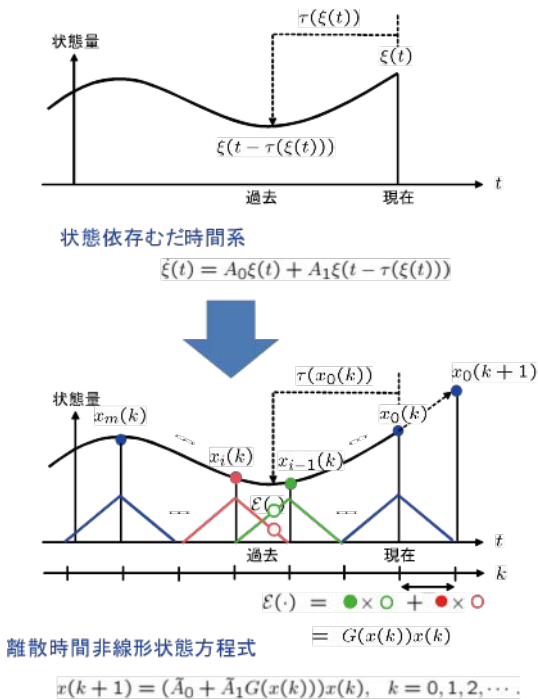 τ(ξ(t))
状態量
ξ(t)
ξ(t − τ(ξ(t)))
t
過去
現在
状態依存むだ時間系
ξ̇(t) = A₀ξ(t) + A₁ξ(t − τ(ξ(t)))
τ(x₀(k))
x₀(k+1)
状態量
x_m(k)
x₀(k)
x_i(k)
x_{i−1}(k)
ℰ(·)
t
過去
現在
k
ℰ(·) = ●×○ + ●×○
= G(x(k))x(k)
離散時間非線形状態方程式
x(k+1) = (Ā₀ + Ā₁G(x(k)))x(k), k = 0, 1, 2, ⋯.